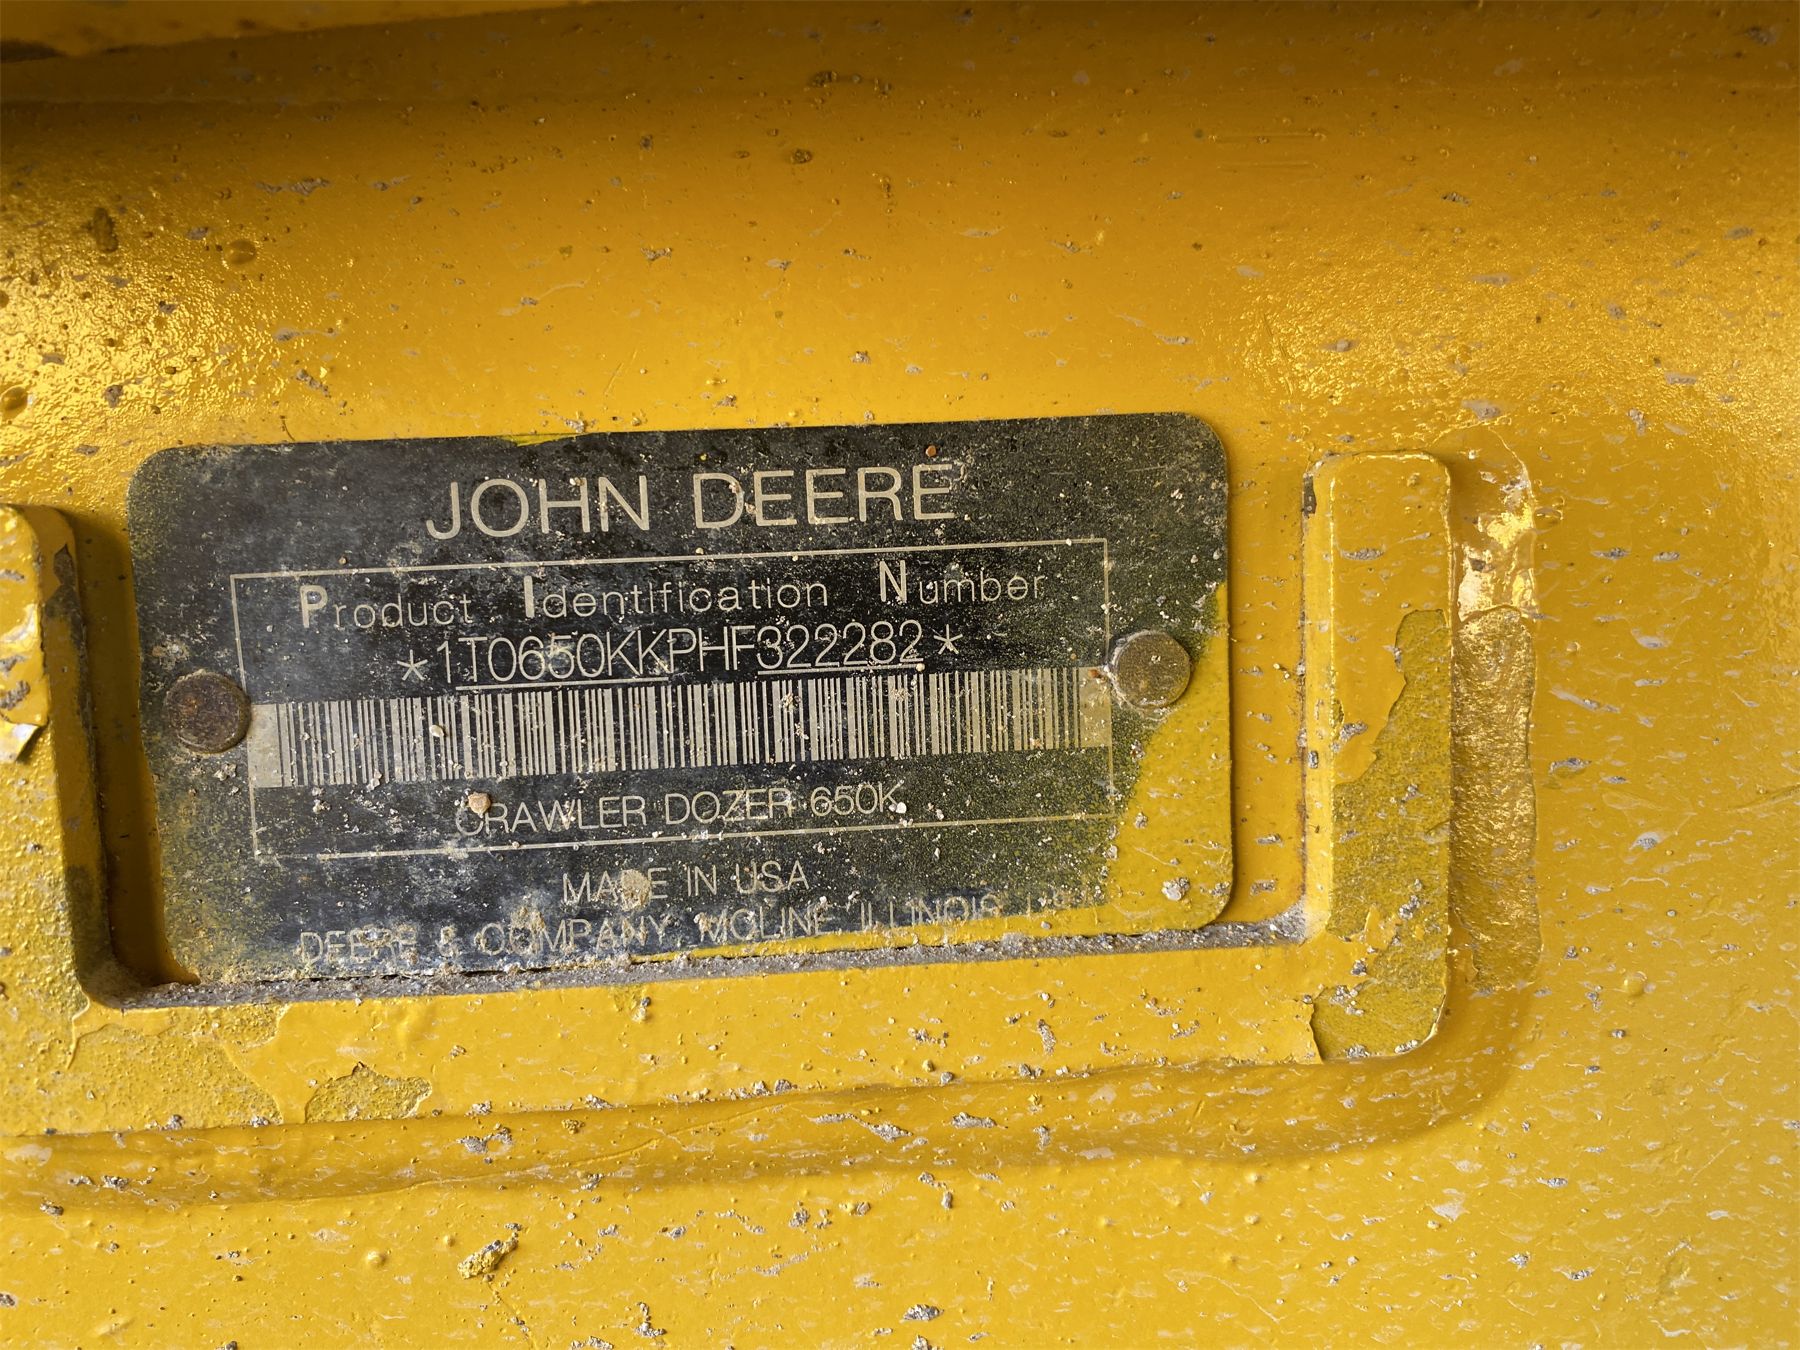 JOHN DEERE
Product Identification Number
*1T0650KKPHF322282*
CRAWLER DOZER 650K
MADE IN USA
DEERE & COMPANY MOLINE ILLINOIS